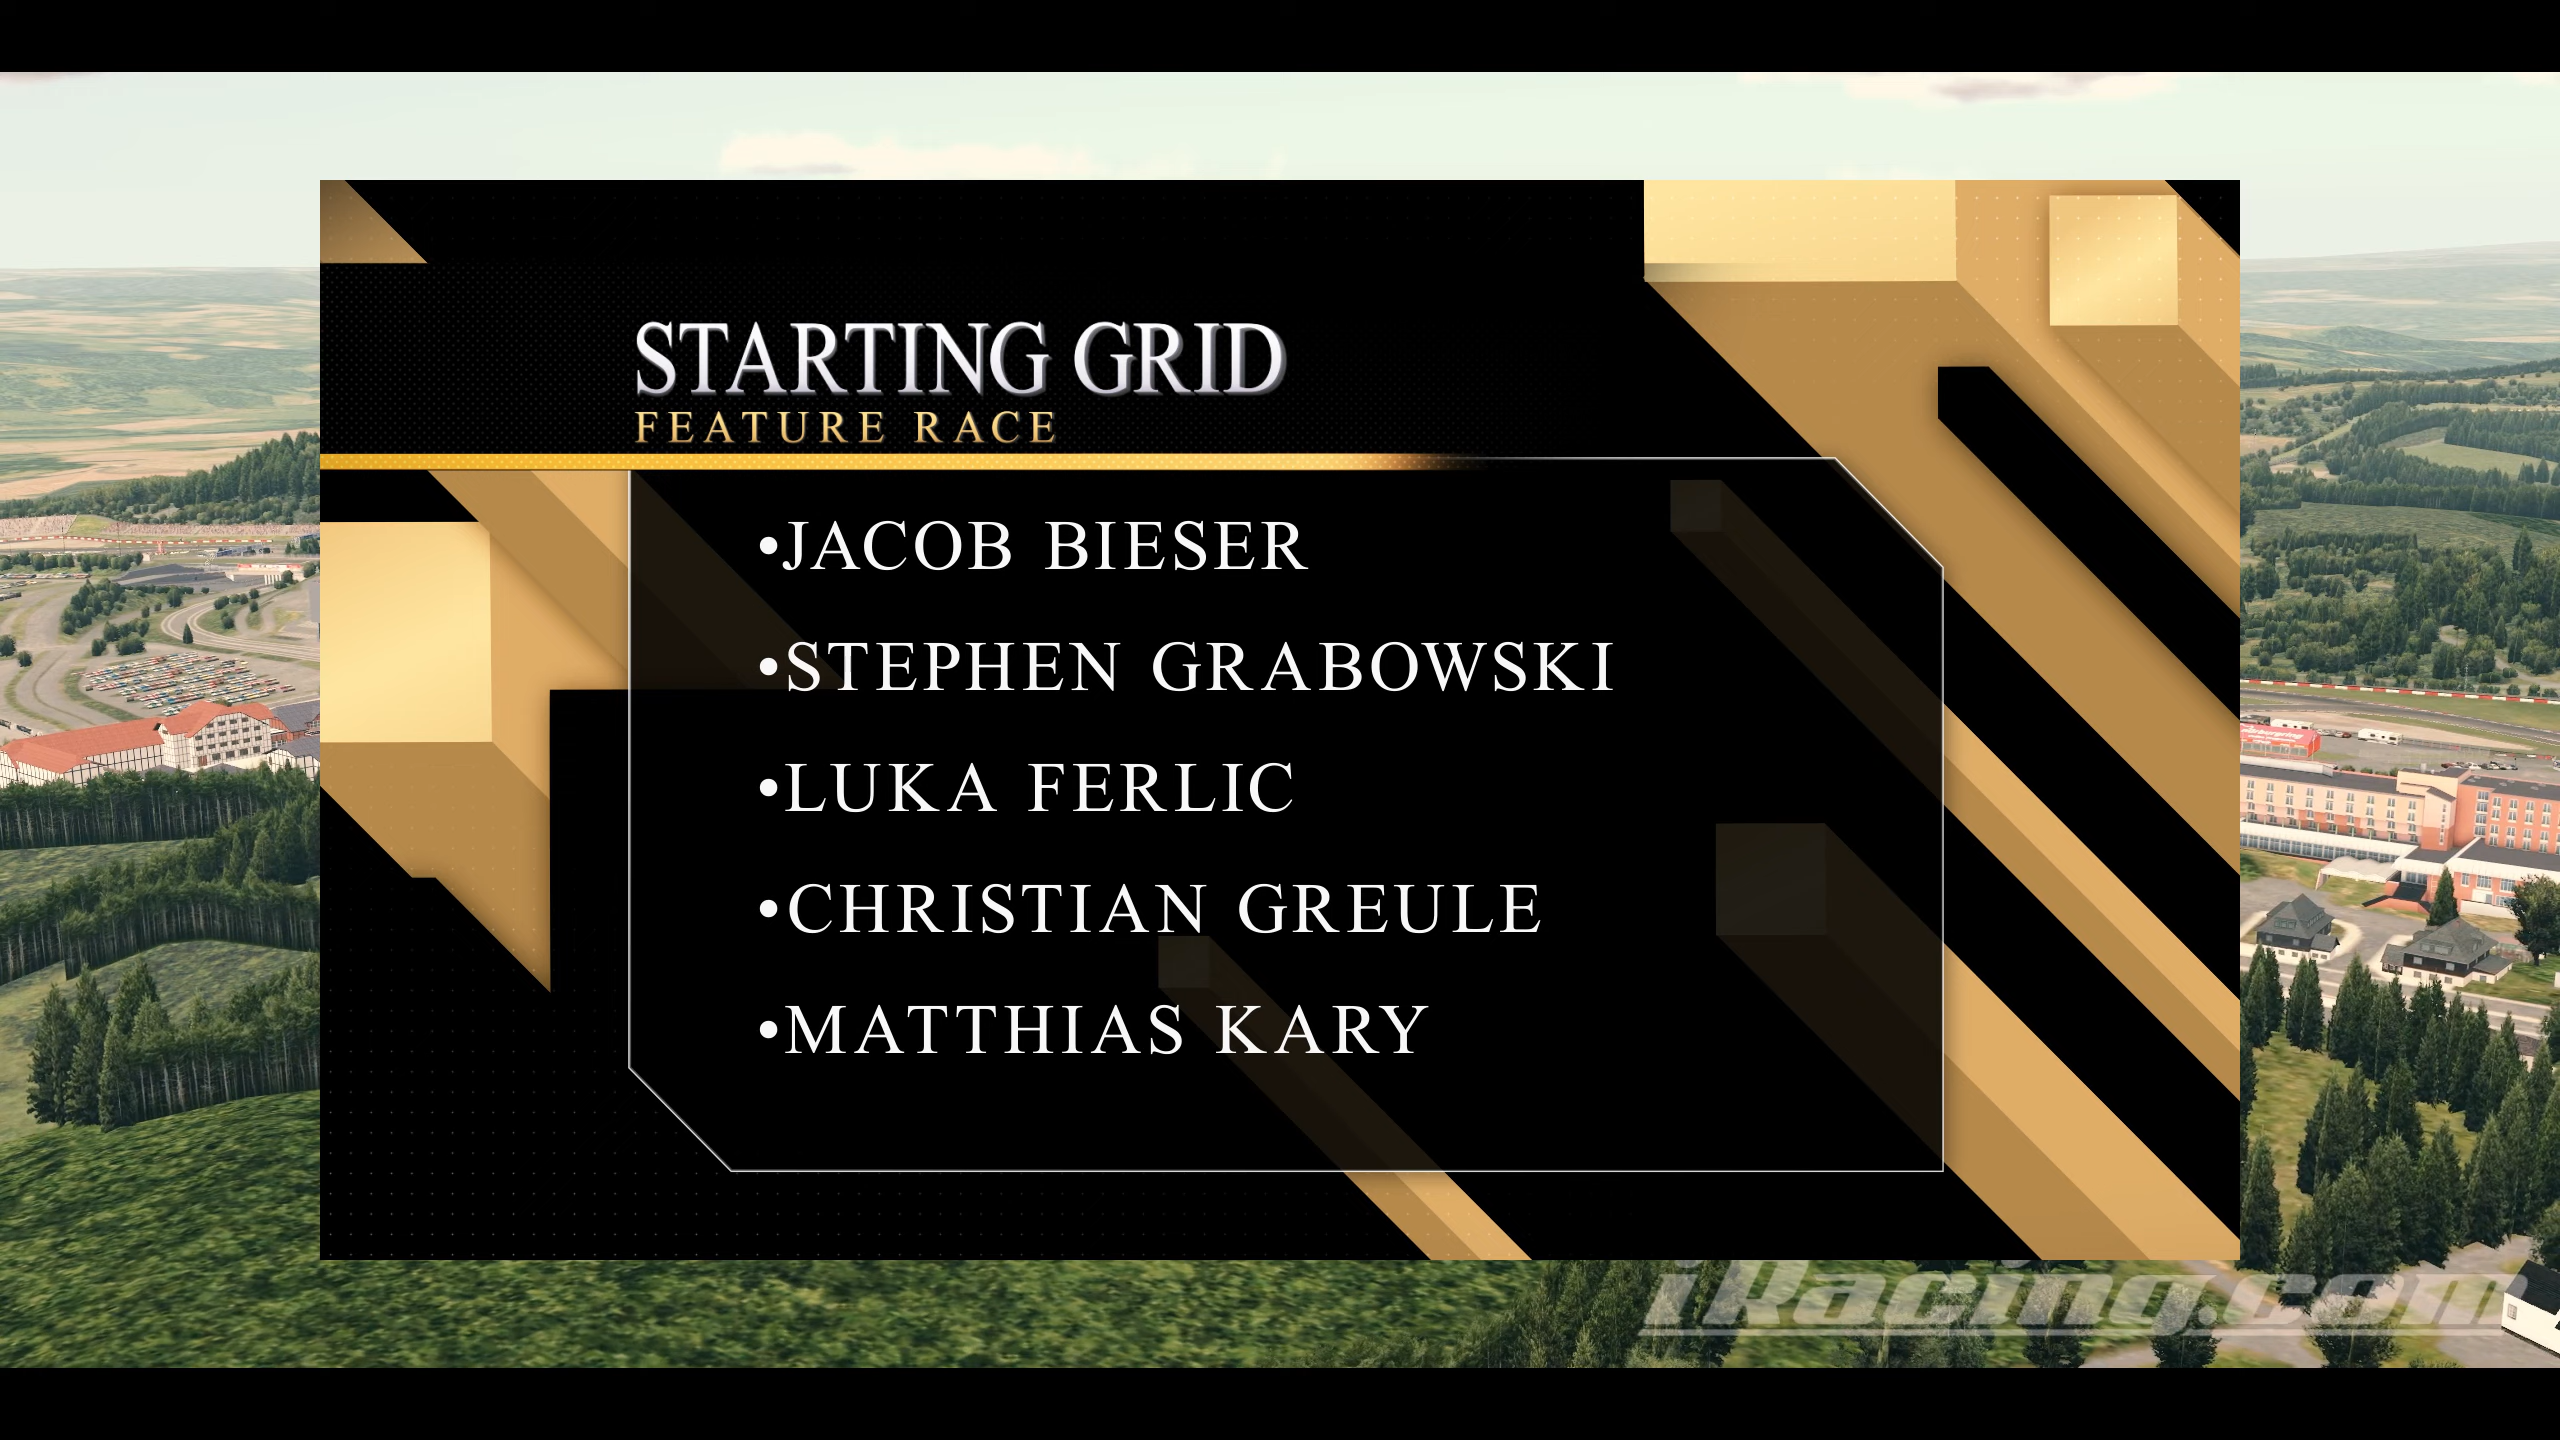 STARTING GRID
FEATURE RACE
•JACOB BIESER
•STEPHEN GRABOWSKI
•LUKA FERLIC
•CHRISTIAN GREULE
•MATTHIAS KARY
iRacing.com